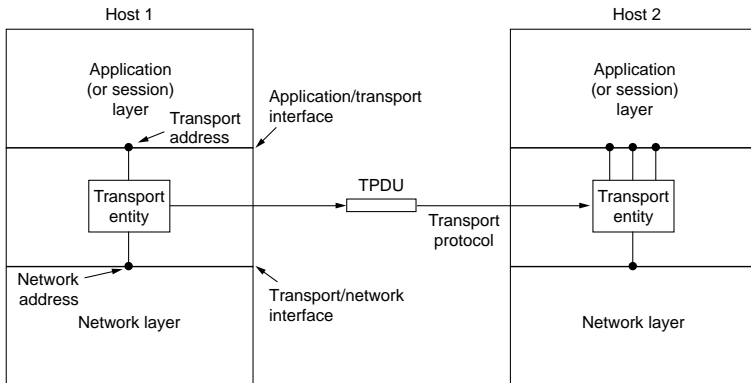 Host 1
Host 2
Application
(or session)
layer
Transport
address
Application/transport
interface
Application
(or session)
layer
Transport
entity
TPDU
Transport
protocol
Transport
entity
Network
address
Transport/network
interface
Network layer
Network layer